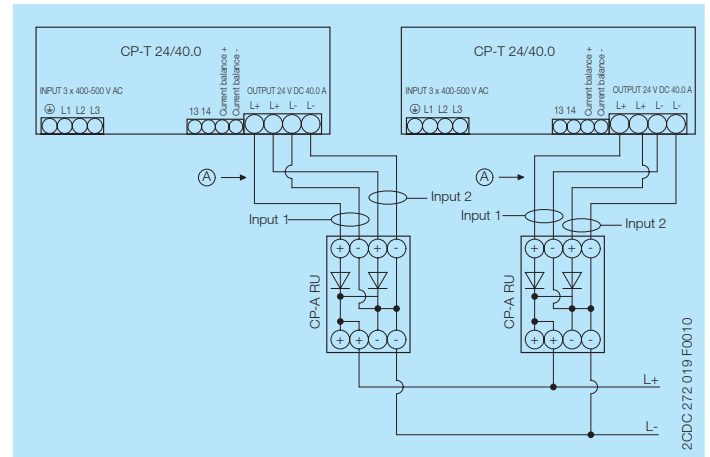 CP-T 24/40.0
INPUT 3 x 400-500 V AC
L1 L2 L3
13 14
Current balance +
Current balance -
OUTPUT 24 V DC 40.0 A
L+ L+ L- L-
A
Input 1
Input 2
CP-A RU
+ - + -
+ + - -
CP-T 24/40.0
INPUT 3 x 400-500 V AC
L1 L2 L3
13 14
Current balance +
Current balance -
OUTPUT 24 V DC 40.0 A
L+ L+ L- L-
A
Input 1
Input 2
CP-A RU
+ - + -
+ + - -
L+
L-
2CDC 272 019 F0010